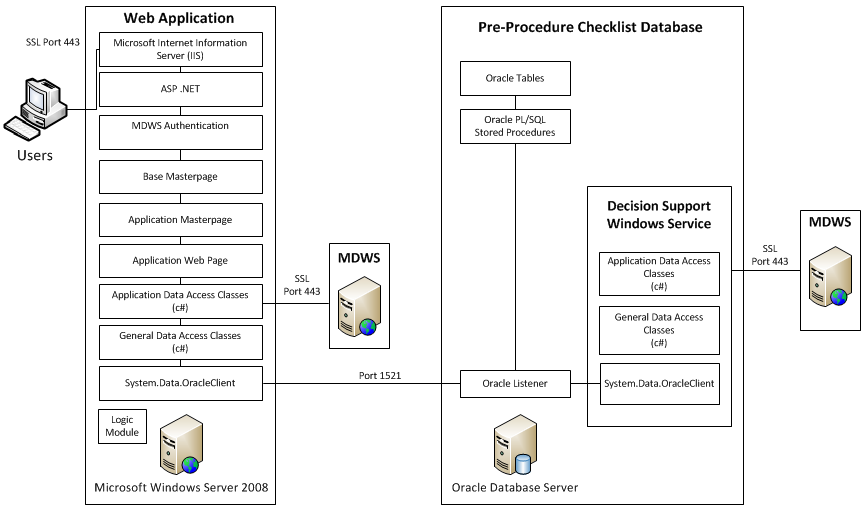 Web Application
SSL Port 443
Microsoft Internet Information
Server (IIS)
ASP .NET
MDWS Authentication
Users
Base Masterpage
Application Masterpage
Application Web Page
Application Data Access Classes
(c#)
General Data Access Classes
(c#)
System.Data.OracleClient
Logic
Module
Microsoft Windows Server 2008
SSL
Port 443
MDWS
Port 1521
Pre-Procedure Checklist Database
Oracle Tables
Oracle PL/SQL
Stored Procedures
Oracle Listener
Oracle Database Server
Decision Support
Windows Service
Application Data Access
Classes
(c#)
General Data Access
Classes
(c#)
System.Data.OracleClient
SSL
Port 443
MDWS